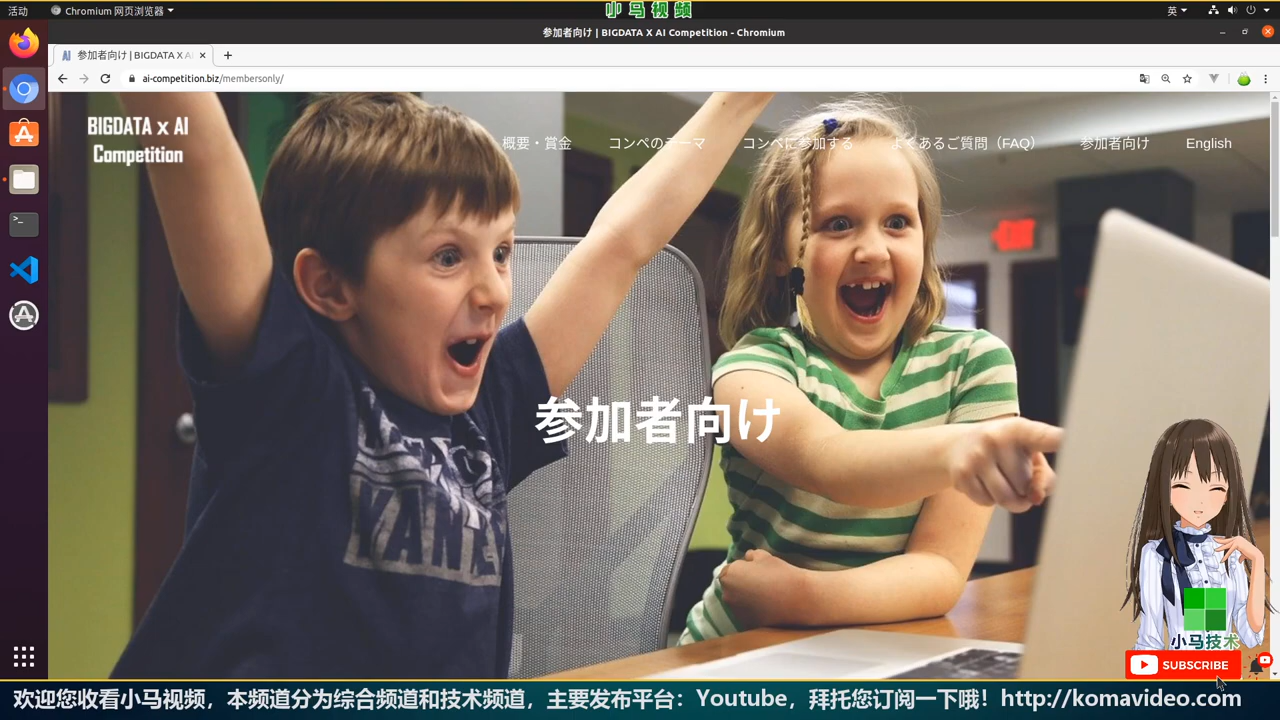 活动
Chromium 网页浏览器
小马视频
英
参加者向け | BIGDATA X AI Competition - Chromium
参加者向け | BIGDATA X A
ai-competition.biz/membersonly/
BIGDATA x AI
Competition
概要・賞金
コンペのテーマ
コンペに参加する
よくあるご質問（FAQ）
参加者向け
English
参加者向け
小马技术
SUBSCRIBE
欢迎您收看小马视频，本频道分为综合频道和技术频道，主要发布平台：Youtube，拜托您订阅一下哦！http://komavideo.com